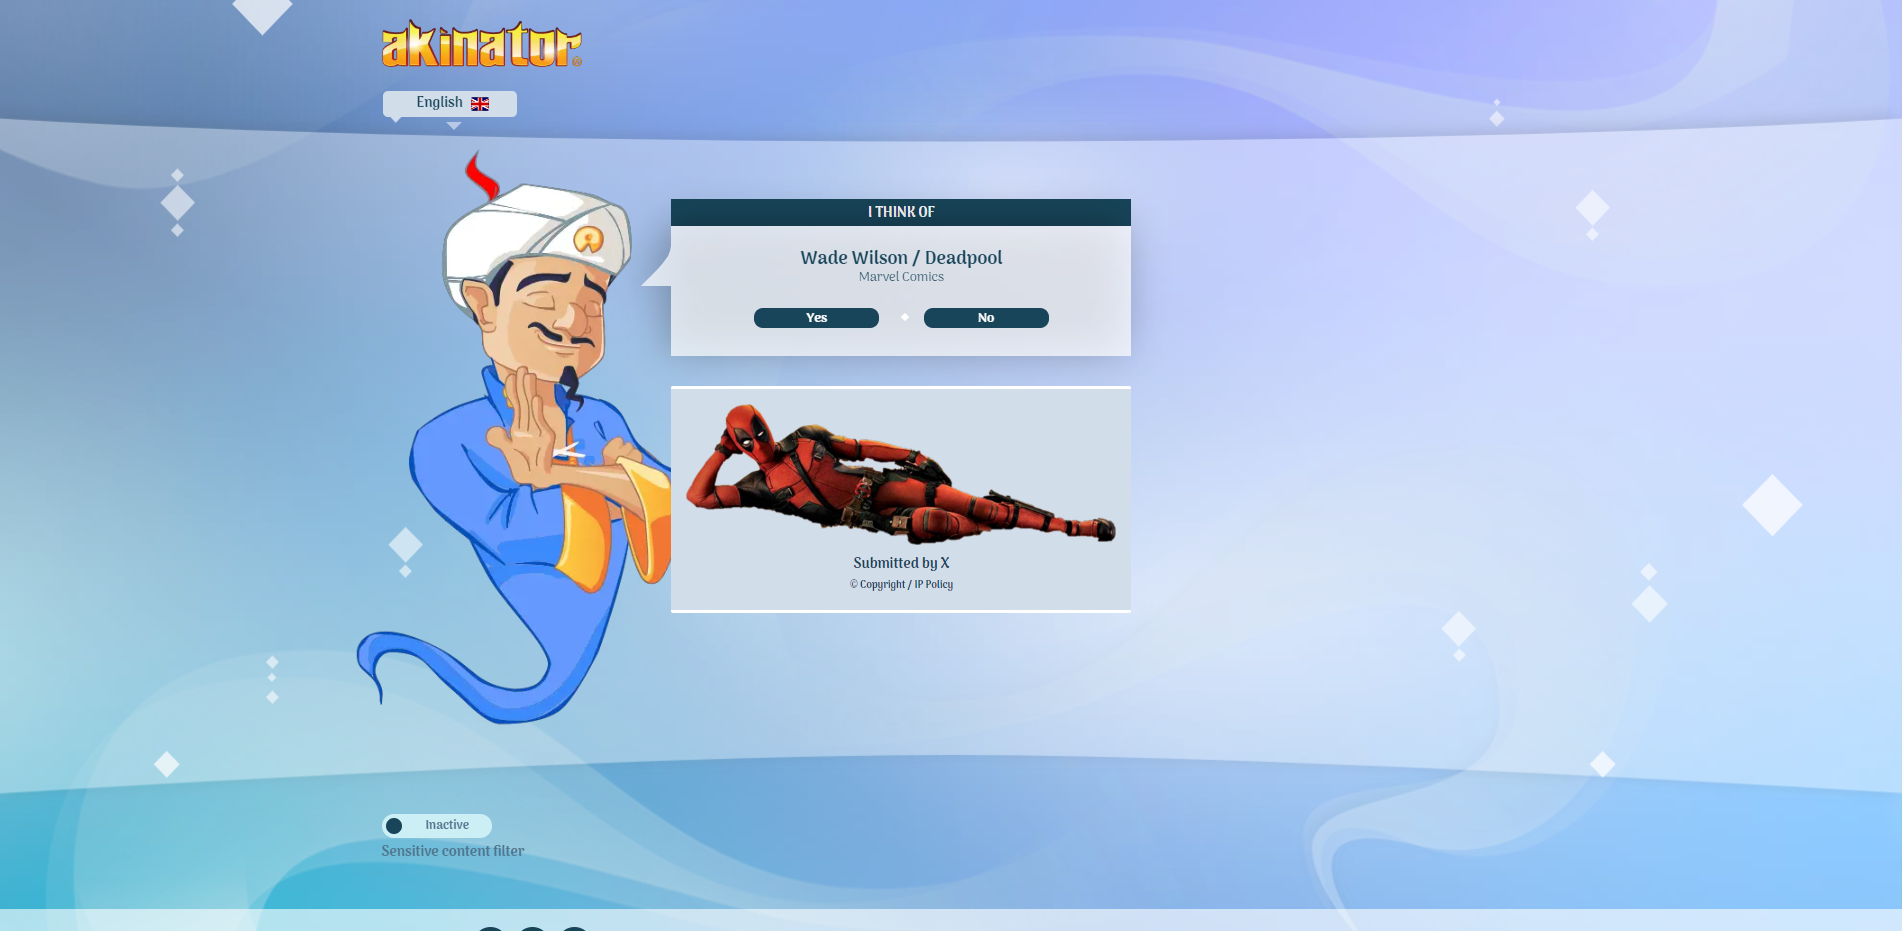 akinator
English
I THINK OF
Wade Wilson / Deadpool
Marvel Comics
Yes
No
Submitted by X
© Copyright / IP Policy
Inactive
Sensitive content filter